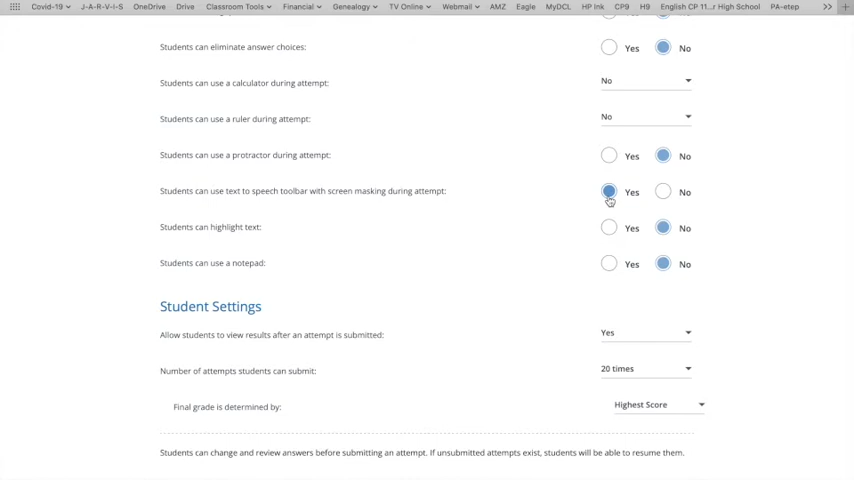 Covid-19 J-A-R-V-I-S OneDrive Drive Classroom Tools Financial Genealogy TV Online Webmail AMZ Eagle MyDCL HP Ink CP9 H9 English CP 11...r High School PA-etep
Students can eliminate answer choices: Yes No
Students can use a calculator during attempt: No
Students can use a ruler during attempt: No
Students can use a protractor during attempt: Yes No
Students can use text to speech toolbar with screen masking during attempt: Yes No
Students can highlight text: Yes No
Students can use a notepad: Yes No
Student Settings
Allow students to view results after an attempt is submitted: Yes
Number of attempts students can submit: 20 times
Final grade is determined by: Highest Score
Students can change and review answers before submitting an attempt. If unsubmitted attempts exist, students will be able to resume them.